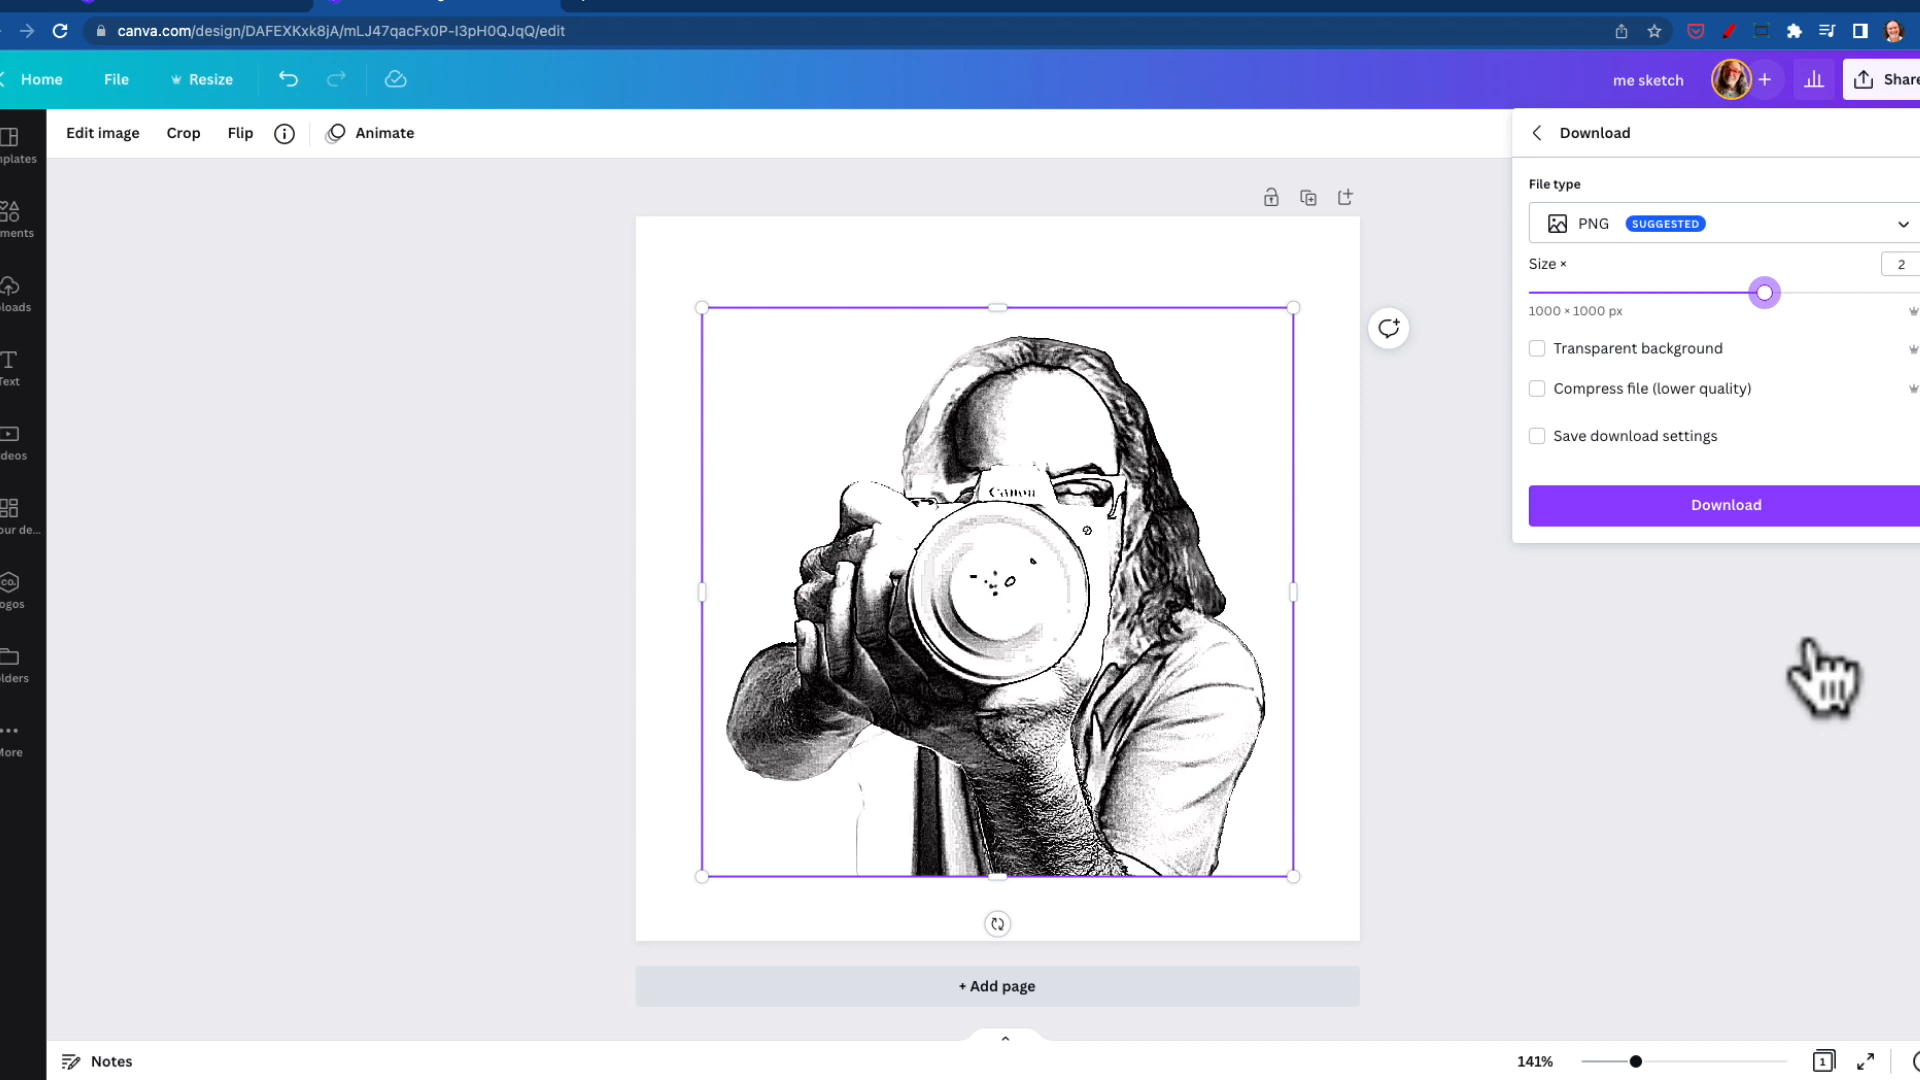 canva.com/design/DAFEXKxk8jA/mLJ47qacFx0P-I3pH0QJqQ/edit
Home File Resize me sketch Share
Edit image Crop Flip Animate
Download
File type
PNG SUGGESTED
Size × 2
1000 × 1000 px
Transparent background
Compress file (lower quality)
Save download settings
Download
mplates
ments
loads
Text
deos
our de...
ogos
lders
More
CO.
Canon
+ Add page
Notes 141% 1